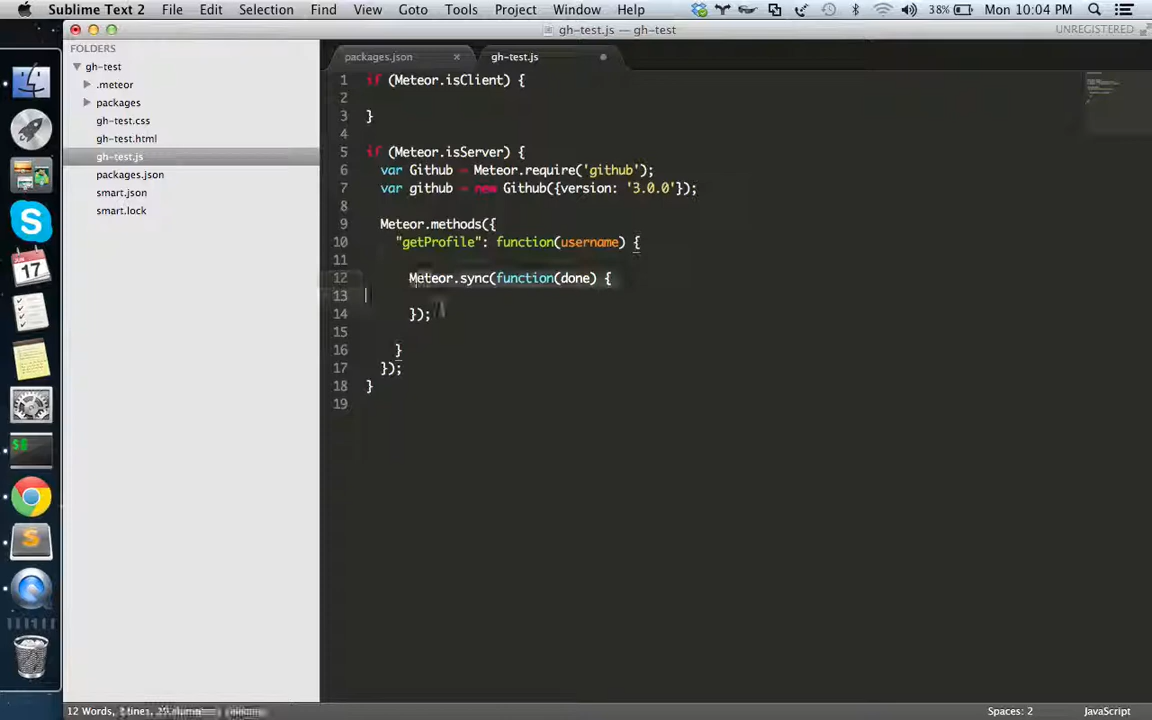 Sublime Text 2 File Edit Selection Find View Goto Tools Project Window Help 38% Mon 10:04 PM
gh-test.js — gh-test UNREGISTERED
FOLDERS
gh-test
.meteor
packages
gh-test.css
gh-test.html
gh-test.js
packages.json
smart.json
smart.lock
packages.json × gh-test.js
1 if (Meteor.isClient) {
2
3 }
4
5 if (Meteor.isServer) {
6 var Github = Meteor.require('github');
7 var github = new Github({version: '3.0.0'});
8
9 Meteor.methods({
10 "getProfile": function(username) {
11
12 Meteor.sync(function(done) {
13
14 });
15
16 }
17 });
18 }
19
17
12 Words,
Spaces: 2 JavaScript